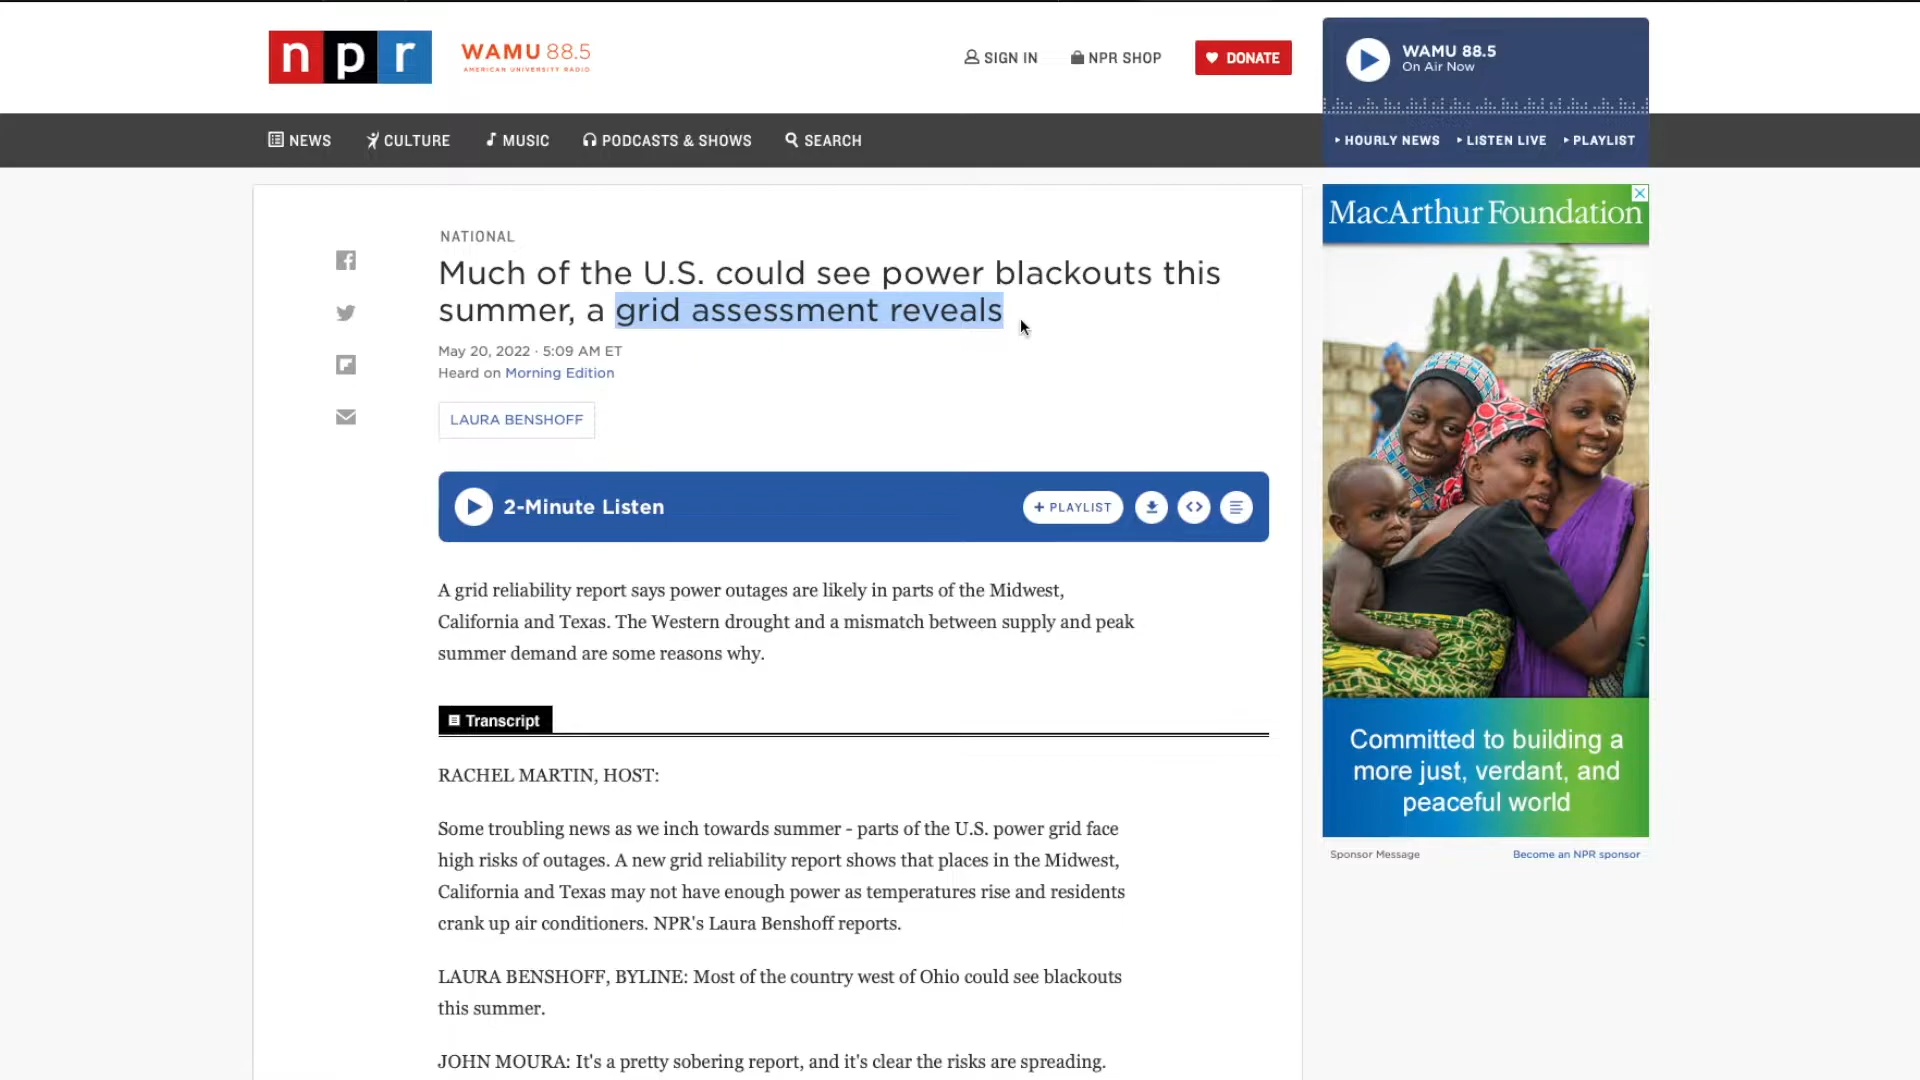 npr
WAMU 88.5
AMERICAN UNIVERSITY RADIO
SIGN IN
NPR SHOP
DONATE
WAMU 88.5
On Air Now
NEWS
CULTURE
MUSIC
PODCASTS & SHOWS
SEARCH
HOURLY NEWS
LISTEN LIVE
PLAYLIST
NATIONAL
Much of the U.S. could see power blackouts this
summer, a grid assessment reveals
May 20, 2022 · 5:09 AM ET
Heard on Morning Edition
LAURA BENSHOFF
2-Minute Listen
+ PLAYLIST
A grid reliability report says power outages are likely in parts of the Midwest,
California and Texas. The Western drought and a mismatch between supply and peak
summer demand are some reasons why.
Transcript
RACHEL MARTIN, HOST:
Some troubling news as we inch towards summer - parts of the U.S. power grid face
high risks of outages. A new grid reliability report shows that places in the Midwest,
California and Texas may not have enough power as temperatures rise and residents
crank up air conditioners. NPR's Laura Benshoff reports.
LAURA BENSHOFF, BYLINE: Most of the country west of Ohio could see blackouts
this summer.
JOHN MOURA: It's a pretty sobering report, and it's clear the risks are spreading.
MacArthur Foundation
Committed to building a
more just, verdant, and
peaceful world
Sponsor Message
Become an NPR sponsor